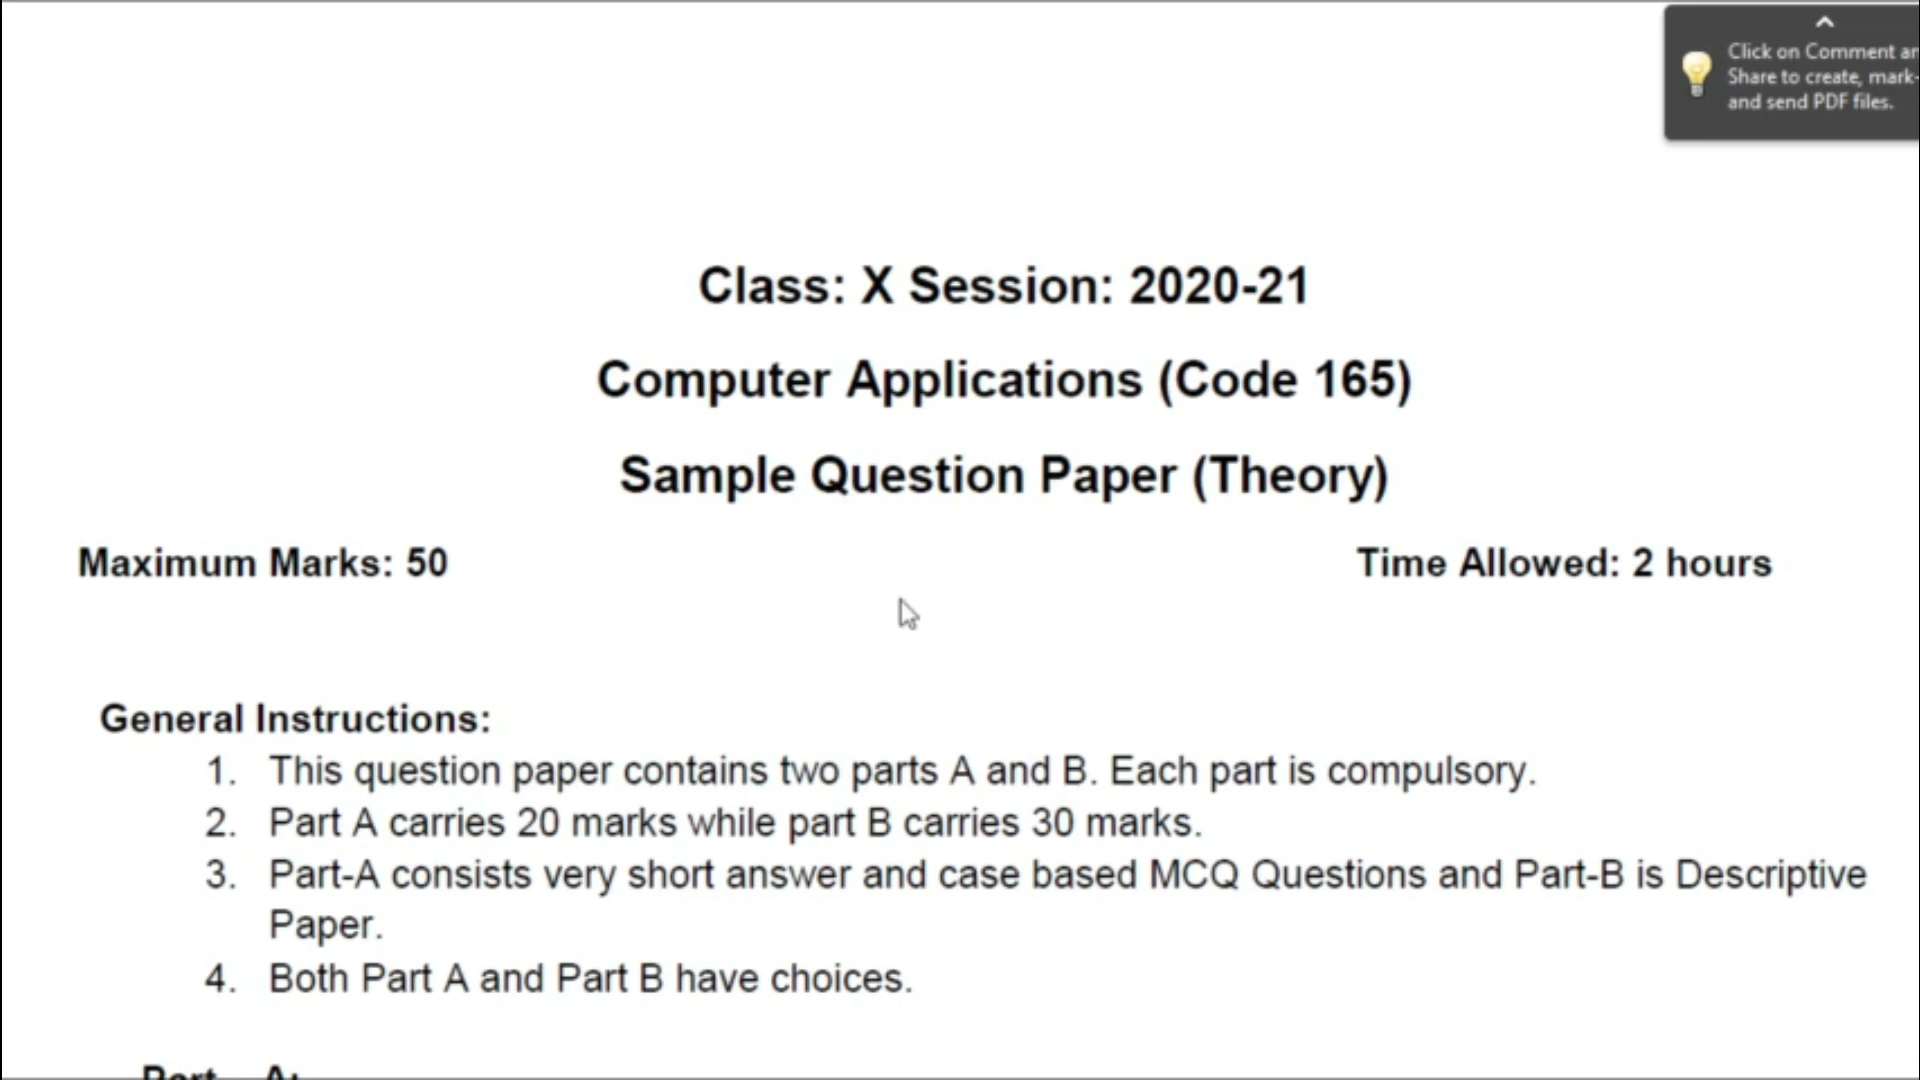 Click on Comment an
Share to create, mark-
and send PDF files.
Class: X Session: 2020-21
Computer Applications (Code 165)
Sample Question Paper (Theory)
Maximum Marks: 50 Time Allowed: 2 hours
General Instructions:
1. This question paper contains two parts A and B. Each part is compulsory.
2. Part A carries 20 marks while part B carries 30 marks.
3. Part-A consists very short answer and case based MCQ Questions and Part-B is Descriptive
Paper.
4. Both Part A and Part B have choices.
Part A: